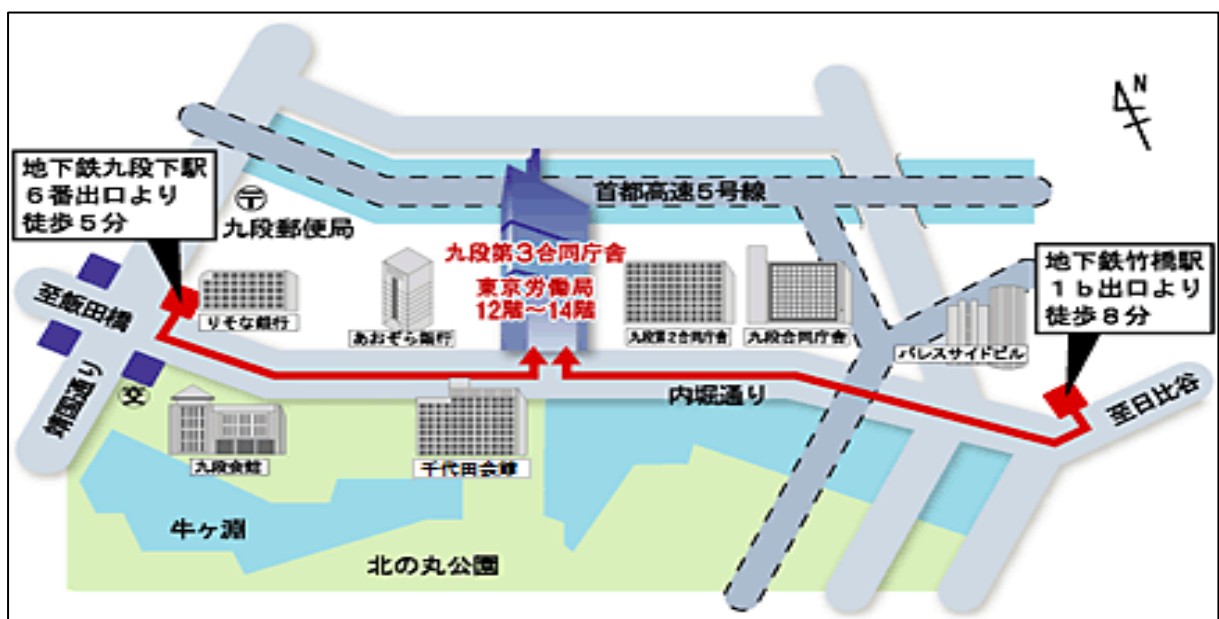 N
地下鉄九段下駅
６番出口より
徒歩５分
〒
九段郵便局
首都高速5号線
九段第３合同庁舎
東京労働局
12階～14階
地下鉄竹橋駅
１ｂ出口より
徒歩８分
至飯田橋
りそな銀行
あおぞら銀行
九段第２合同庁舎
九段合同庁舎
パレスサイドビル
靖国通り
交
内堀通り
至日比谷
九段会館
千代田会館
牛ヶ淵
北の丸公園